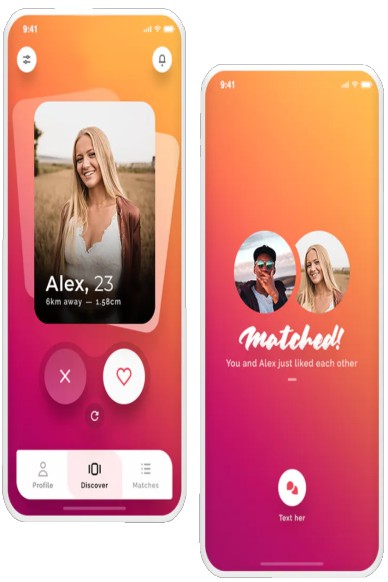 9:41
Alex, 23
6km away — 1.58cm
Profile
Discover
Matches
9:41
Matched!
You and Alex just liked each other
Text her